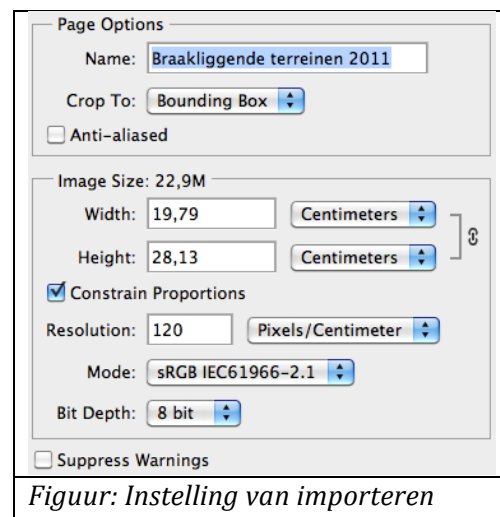 Page Options
Name: Braakliggende terreinen 2011
Crop To: Bounding Box
Anti-aliased
Image Size: 22,9M
Width: 19,79 Centimeters
Height: 28,13 Centimeters
Constrain Proportions
Resolution: 120 Pixels/Centimeter
Mode: sRGB IEC61966-2.1
Bit Depth: 8 bit
Suppress Warnings
Figuur: Instelling van importeren